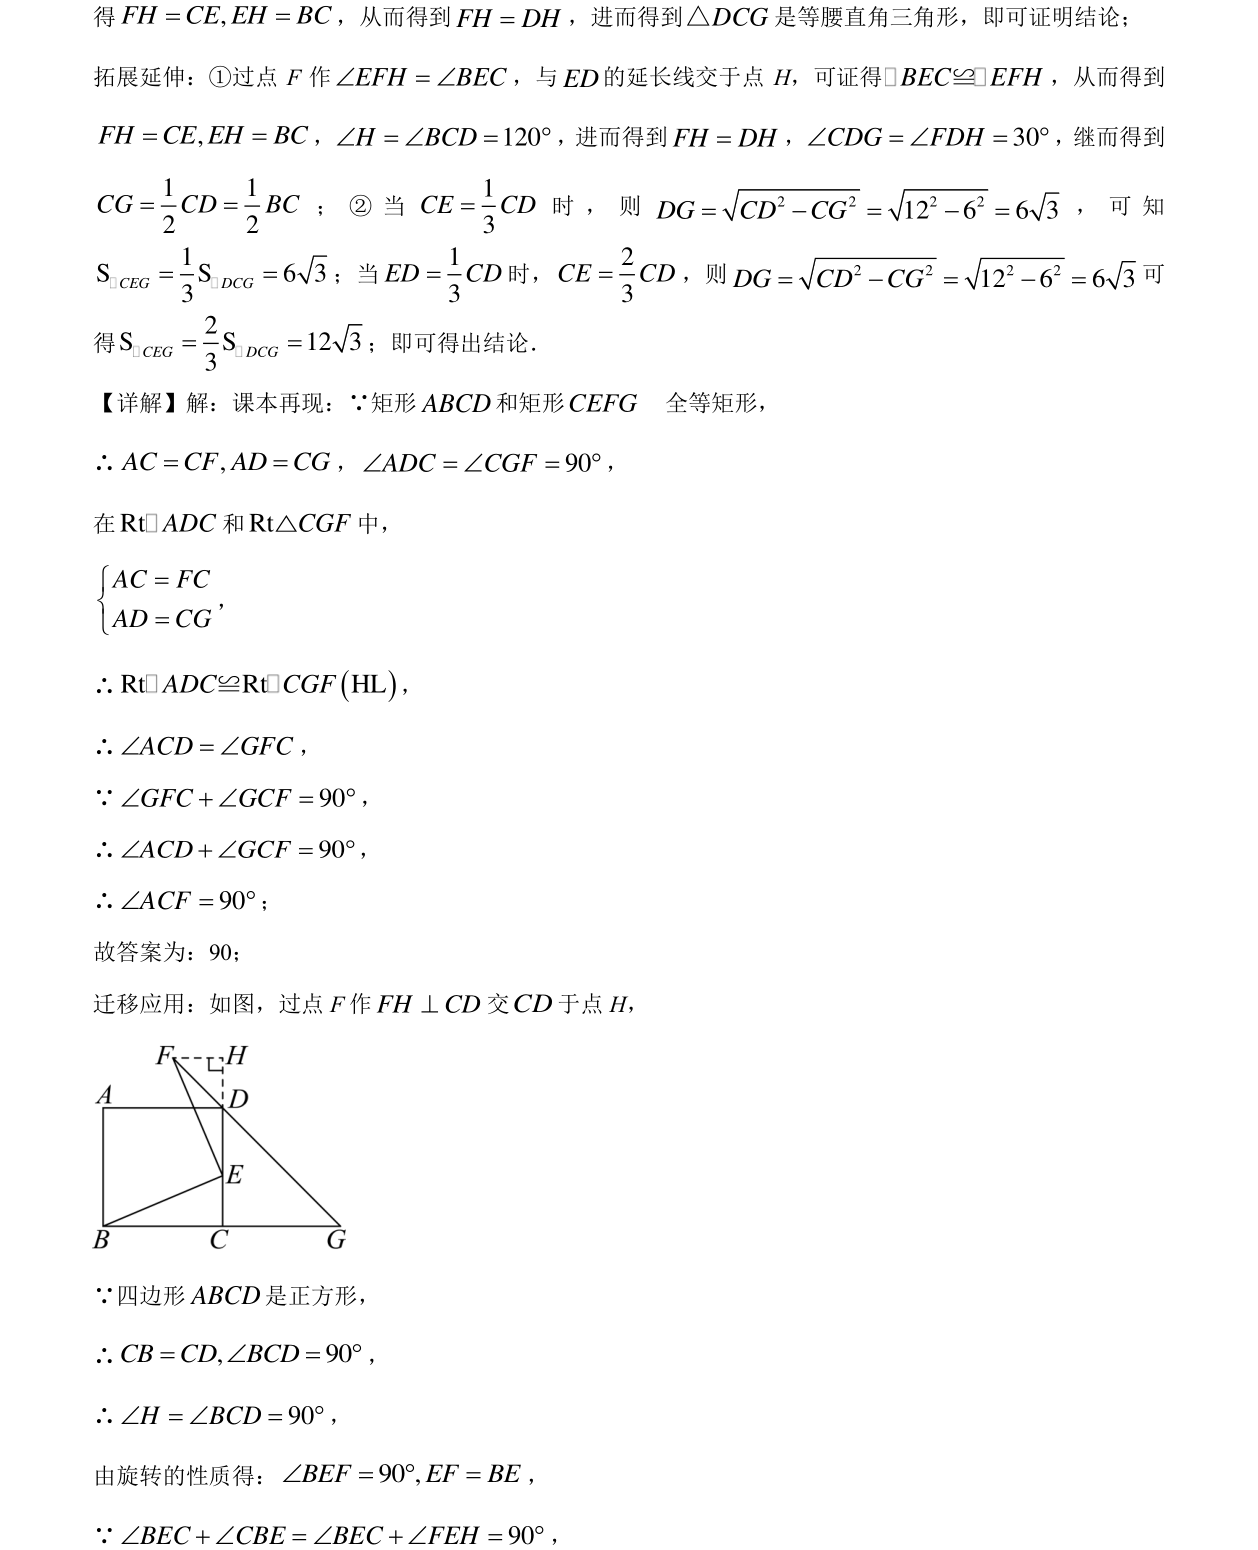 得 FH = CE, EH = BC，从而得到 FH = DH，进而得到△DCG 是等腰直角三角形，即可证明结论；
拓展延伸：①过点 F 作∠EFH = ∠BEC，与 ED 的延长线交于点 H，可证得□BEC≌□EFH，从而得到
FH = CE, EH = BC，∠H = ∠BCD = 120°，进而得到 FH = DH，∠CDG = ∠FDH = 30°，继而得到
CG = 1/2 CD = 1/2 BC ；②当 CE = 1/3 CD 时，则 DG = √(CD² − CG²) = √(12² − 6²) = 6√3 ，可知
S□CEG = 1/3 S□DCG = 6√3；当 ED = 1/3 CD 时，CE = 2/3 CD，则 DG = √(CD² − CG²) = √(12² − 6²) = 6√3 可
得 S□CEG = 2/3 S□DCG = 12√3；即可得出结论．
【详解】解：课本再现：∵矩形 ABCD 和矩形 CEFG 全等矩形，
∴ AC = CF, AD = CG，∠ADC = ∠CGF = 90°，
在 Rt□ADC 和 Rt△CGF 中，
{AC = FC
AD = CG，
∴ Rt□ADC≌Rt□CGF(HL)，
∴ ∠ACD = ∠GFC，
∵ ∠GFC + ∠GCF = 90°，
∴ ∠ACD + ∠GCF = 90°，
∴ ∠ACF = 90°；
故答案为：90；
迁移应用：如图，过点 F 作 FH ⊥ CD 交 CD 于点 H，
F H
A D
E
B C G
∵四边形 ABCD 是正方形，
∴ CB = CD, ∠BCD = 90°，
∴ ∠H = ∠BCD = 90°，
由旋转的性质得：∠BEF = 90°, EF = BE，
∵ ∠BEC + ∠CBE = ∠BEC + ∠FEH = 90°，